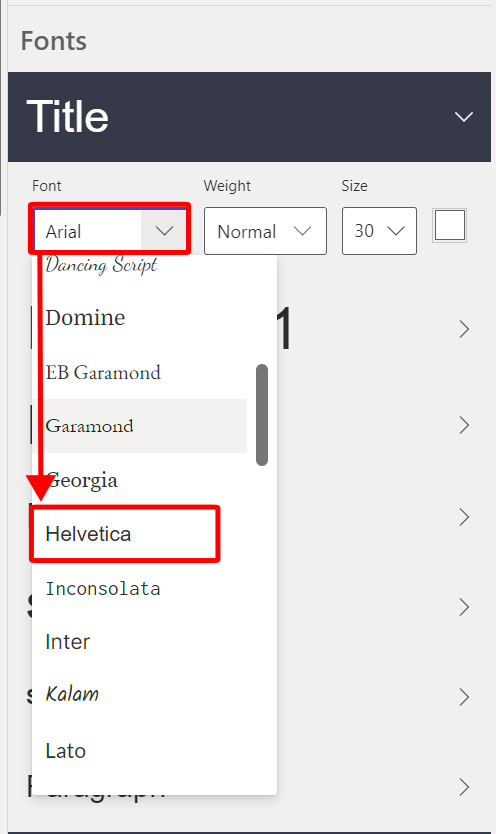 Fonts
Title
Font Weight Size
Arial Normal 30
Dancing Script
Domine
1
EB Garamond
Garamond
Georgia
Helvetica
Inconsolata
Inter
Kalam
Lato
Paragraph